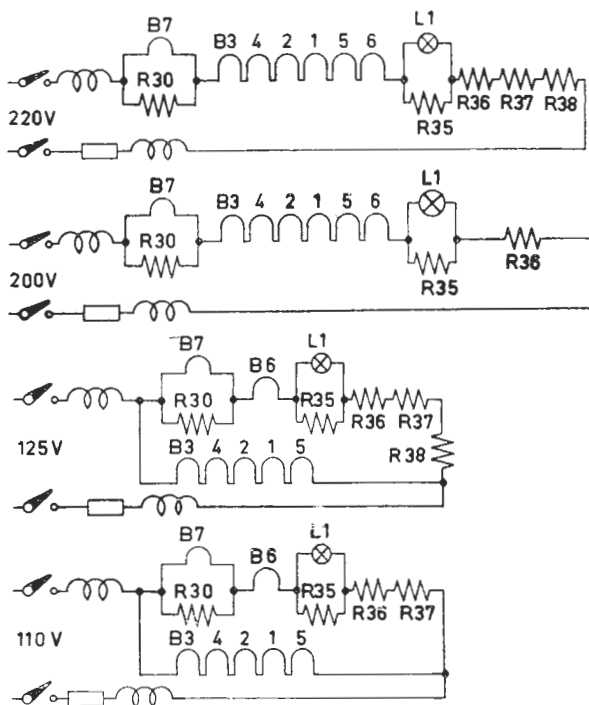 L1
B7 B3 4 2 1 5 6
R30
R36 R37 R38
220V R35
B7 B3 4 2 1 5 6 L1
R30
R36
200V R35
B7 L1
B6
R30 R35 R36 R37
125V B3 4 2 1 5 R38
B7 L1
B6
R30 R35 R36 R37
110V B3 4 2 1 5